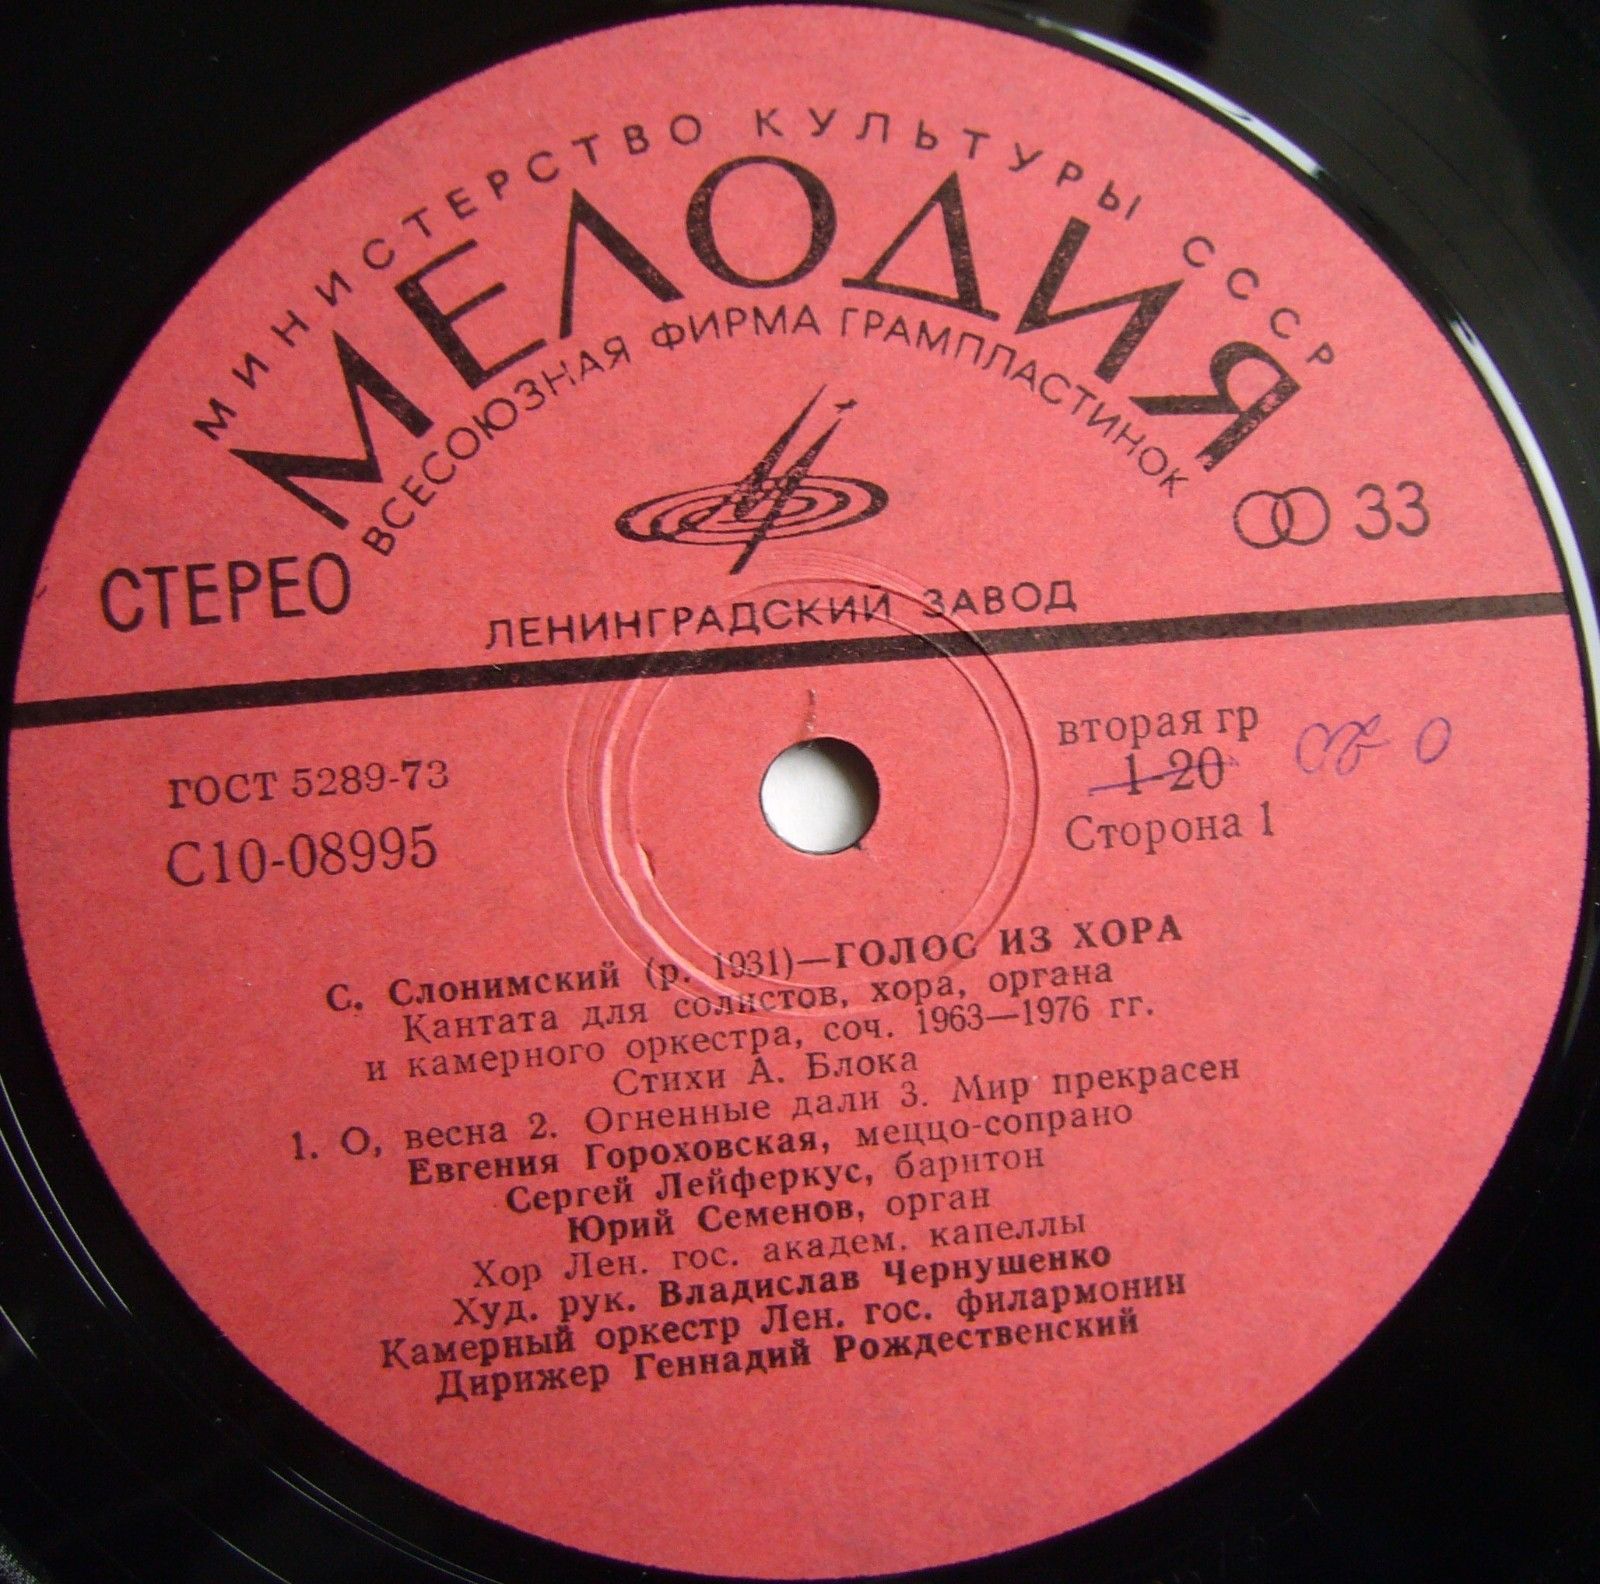 МИНИСТЕРСТВО КУЛЬТУРЫ СССР
МЕЛОДИЯ
ВСЕСОЮЗНАЯ ФИРМА ГРАМПЛАСТИНОК
33
СТЕРЕО
ЛЕНИНГРАДСКИЙ ЗАВОД
ГОСТ 5289-73
С10-08995
вторая гр
1-20
Сторона 1
С. Слонимский (р. 1931)—ГОЛОС ИЗ ХОРА
Кантата для солистов, хора, органа
и камерного оркестра, соч. 1963—1976 гг.
Стихи А. Блока
1. О, весна 2. Огненные дали 3. Мир прекрасен
Евгения Гороховская, меццо-сопрано
Сергей Лейферкус, баритон
Юрий Семенов, орган
Хор Лен. гос. академ. капеллы
Худ. рук. Владислав Чернушенко
Камерный оркестр Лен. гос. филармонии
Дирижер Геннадий Рождественский